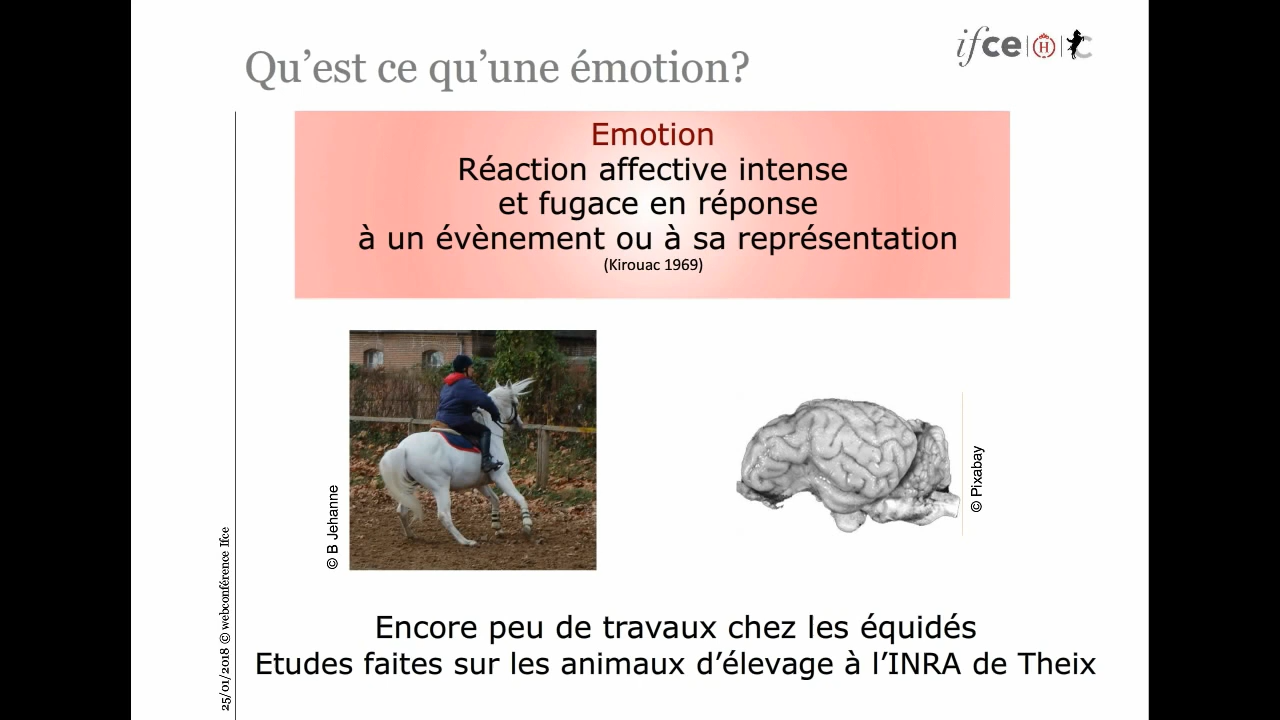 ifce
H
Qu’est ce qu’une émotion?
Emotion
Réaction affective intense
et fugace en réponse
à un évènement ou à sa représentation
(Kirouac 1969)
© B Jehanne
© Pixabay
Encore peu de travaux chez les équidés
Etudes faites sur les animaux d’élevage à l’INRA de Theix
25/01/2018 © webconférence Ifce